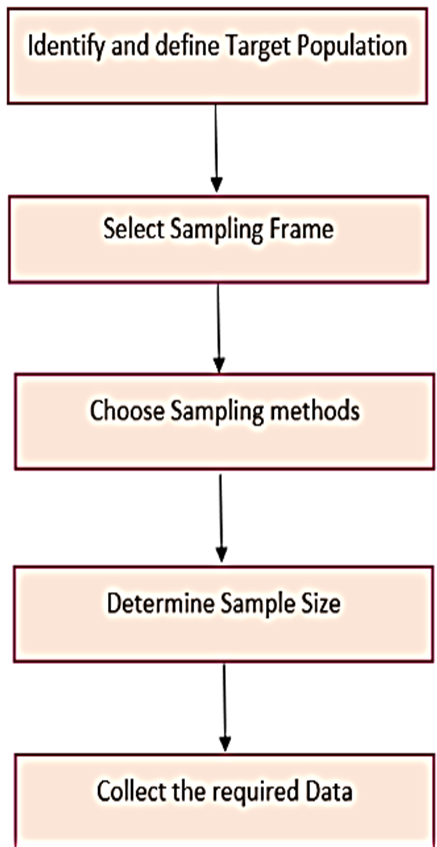 Identify and define Target Population
Select Sampling Frame
Choose Sampling methods
Determine Sample Size
Collect the required Data